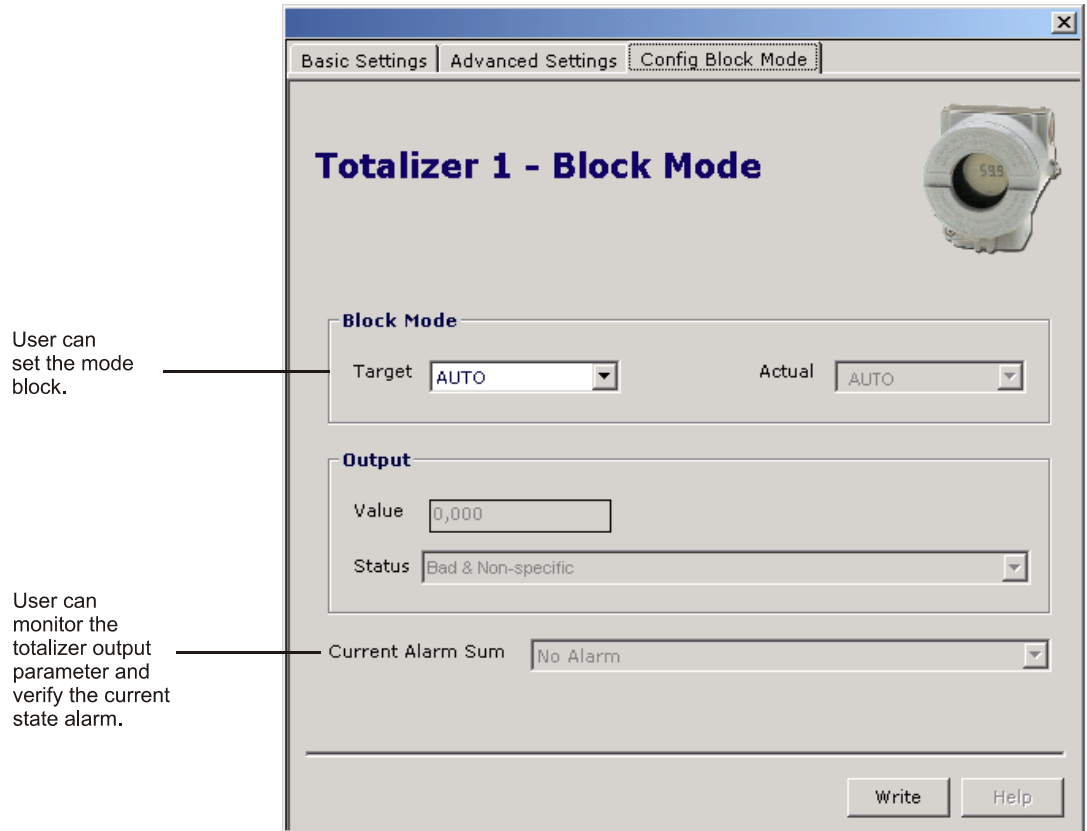 Basic Settings
Advanced Settings
Config Block Mode
Totalizer 1 - Block Mode
59.9
User can
set the mode
block.
Block Mode
Target
AUTO
Actual
AUTO
Output
Value
0,000
Status
Bad & Non-specific
User can
monitor the
totalizer output
parameter and
verify the current
state alarm.
Current Alarm Sum
No Alarm
Write
Help